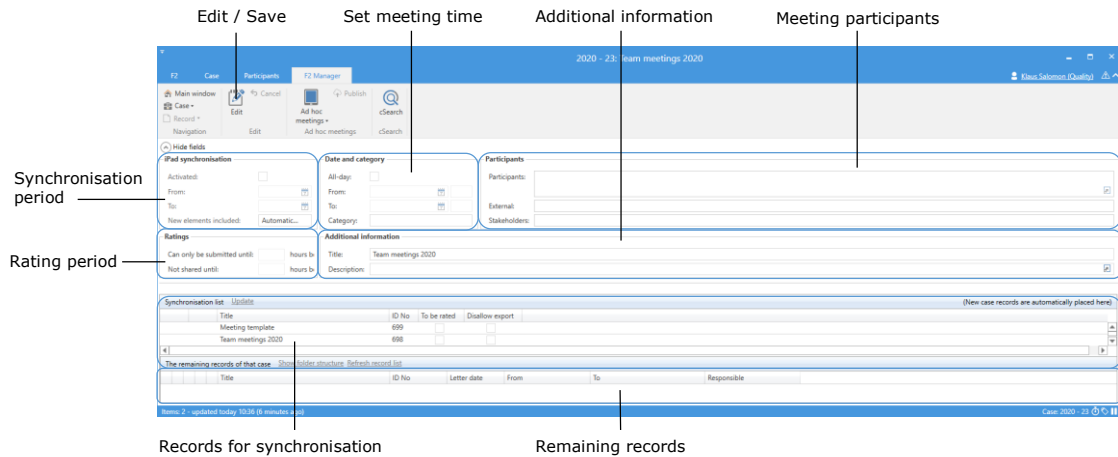 Edit / Save Set meeting time Additional information Meeting participants
2020 - 23: Team meetings 2020
F2 Case Participants F2 Manager Klaus Salomon (Quality)
Main window Cancel Publish
Case
Record
Edit
Ad hoc
meetings
cSearch
Navigation Edit Ad hoc meetings cSearch
Hide fields
iPad synchronisation Date and category Participants
Activated: All-day: Participants:
From: From:
To: To: External:
New elements included: Automatic... Category: Stakeholders:
Synchronisation
period
Ratings Additional information
Can only be submitted until: hours b Title: Team meetings 2020
Not shared until: hours b Description:
Rating period
Synchronisation list Update (New case records are automatically placed here)
Title ID No To be rated Disallow export
Meeting template 699
Team meetings 2020 698
The remaining records of that case Show folder structure Refresh record list
Title ID No Letter date From To Responsible
Items: 2 - updated today 10:36 (6 minutes ago) Case: 2020 - 23
Records for synchronisation Remaining records